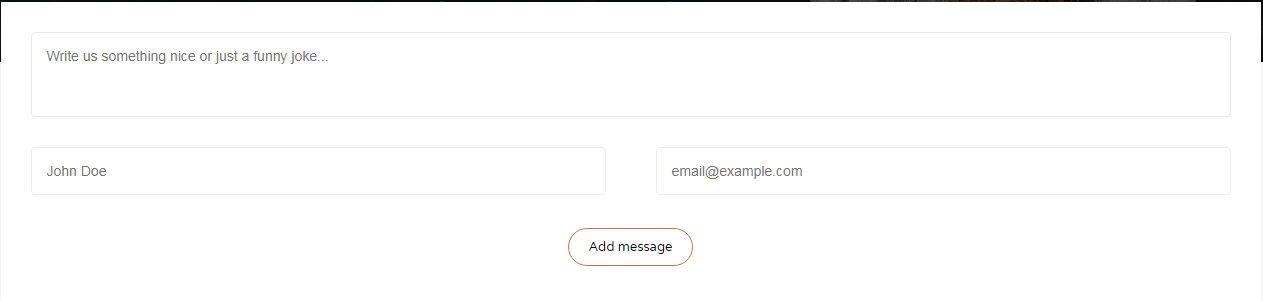 Write us something nice or just a funny joke...
John Doe
email@example.com
Add message